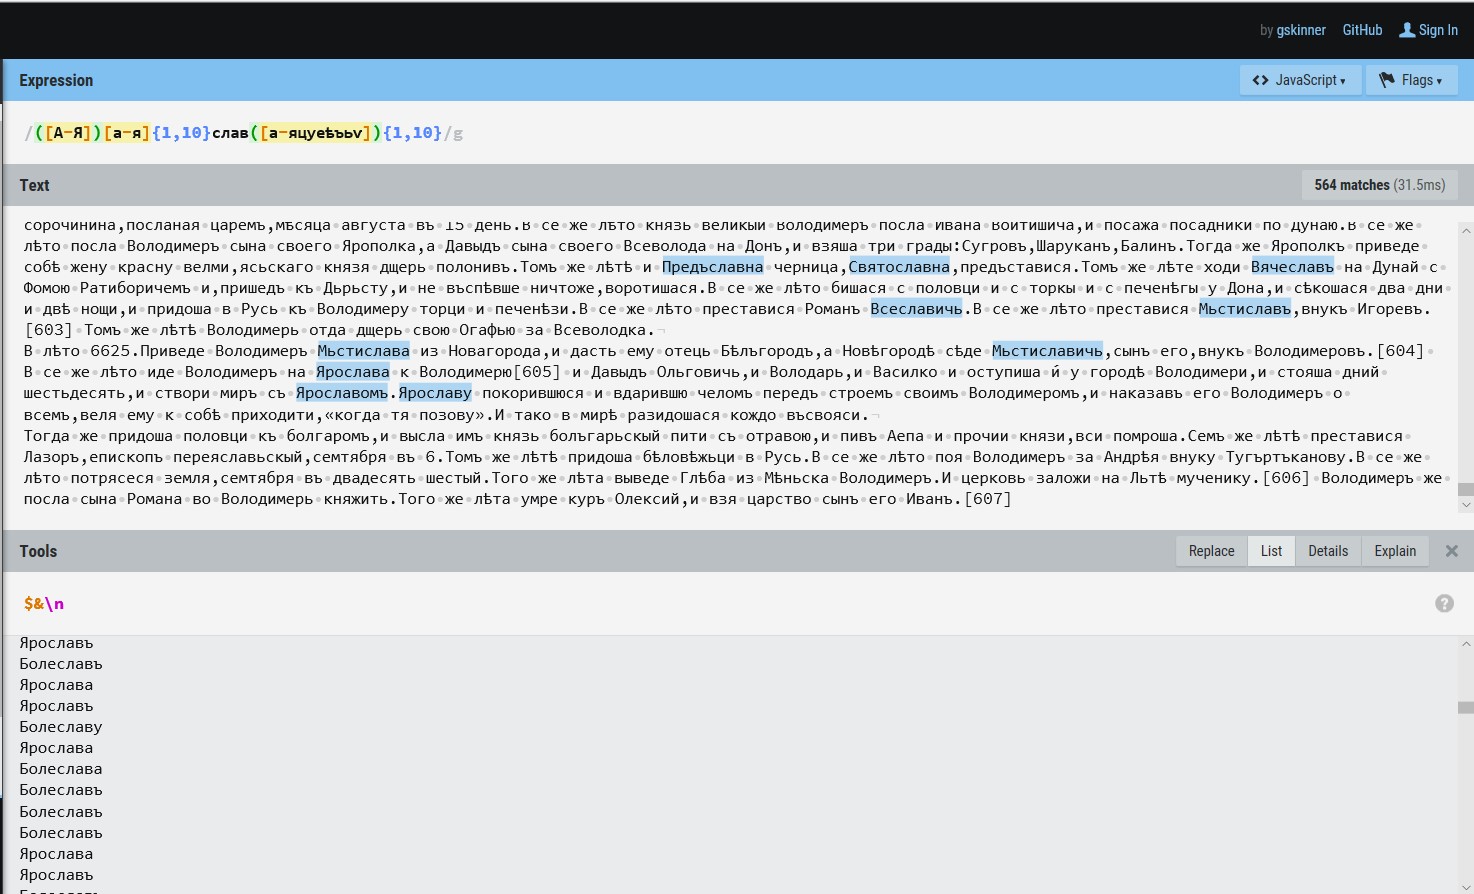 by gskinner GitHub Sign In
Expression
JavaScript Flags
/([А-Я])[а-я]{1,10}слав([а-яцуеѣъьv]){1,10}/g
Text
564 matches (31.5ms)
сорочинина,посланая царемъ,мѣсяца августа въ 15 день.В се же лѣто князь великыи Володимеръ посла Ивана Воитишича,и посажа посадники по Дунаю.В се же
лѣто посла Володимеръ сына своего Ярополка,а Давыдъ сына своего Всеволода на Донъ,и взяша три грады:Сугровъ,Шаруканъ,Балинъ.Тогда же Ярополкъ приведе
собѣ жену красну велми,ясьскаго князя дщерь полонивъ.Томъ же лѣтѣ и Предъславна черница,Святославна,предъставися.Томъ же лѣте ходи Вячеславъ на Дунай с
Фомою Ратиборичемъ и,пришедъ къ Дьрьсту,и не въспѣвше ничтоже,воротишася.В се же лѣто бишася с половци и с торкы и с печенѣгы у Дона,и сѣкошася два дни
и двѣ нощи,и придоша в Русь къ Володимеру торци и печенѣзи.В се же лѣто преставися Романъ Всеславичь.В се же лѣто преставися Мьстиславъ,внукъ Игоревъ.
[603] Томъ же лѣтѣ Володимерь отда дщерь свою Огафью за Всеволодка.
В лѣто 6625.Приведе Володимеръ Мьстислава из Новагорода,и дасть ему отець Бѣлъгородъ,а Новѣгородѣ сѣде Мьстиславичь,сынъ его,внукъ Володимеровъ.[604]
В се же лѣто иде Володимеръ на Ярослава к Володимерю[605] и Давыдъ Ольговичь,и Володарь,и Василко и оступиша и́ у городѣ Володимери,и стояша дний
шестьдесять,и створи миръ съ Ярославомъ.Ярославу покорившюся и вдарившю челомъ передъ строемъ своимъ Володимеромъ,и наказавъ его Володимеръ о
всемъ,веля ему к собѣ приходити,«когда тя позову».И тако в мирѣ разидошася кождо въсвояси.
Тогда же придоша половци къ болгаромъ,и высла имъ князь болъгарьскый пити съ отравою,и пивъ Аепа и прочии князи,вси помроша.Семъ же лѣтѣ преставися
Лазоръ,епископъ переяславьскый,семтября въ 6.Томъ же лѣтѣ придоша бѣловѣжьци в Русь.В се же лѣто поя Володимеръ за Андрѣя внуку Тугъртъканову.В се же
лѣто потрясеся земля,семтября въ двадесять шестый.Того же лѣта выведе Глѣба из Мѣньска Володимеръ.И церковь заложи на Льтѣ мученику.[606] Володимеръ же
посла сына Романа во Володимерь княжить.Того же лѣта умре куръ Олексий,и взя царство сынъ его Иванъ.[607]
Tools
Replace List Details Explain
$&\n
Ярославъ
Болеславъ
Ярослава
Ярославъ
Болеславу
Ярослава
Болеслава
Болеславъ
Болеславъ
Болеславъ
Ярослава
Ярославъ